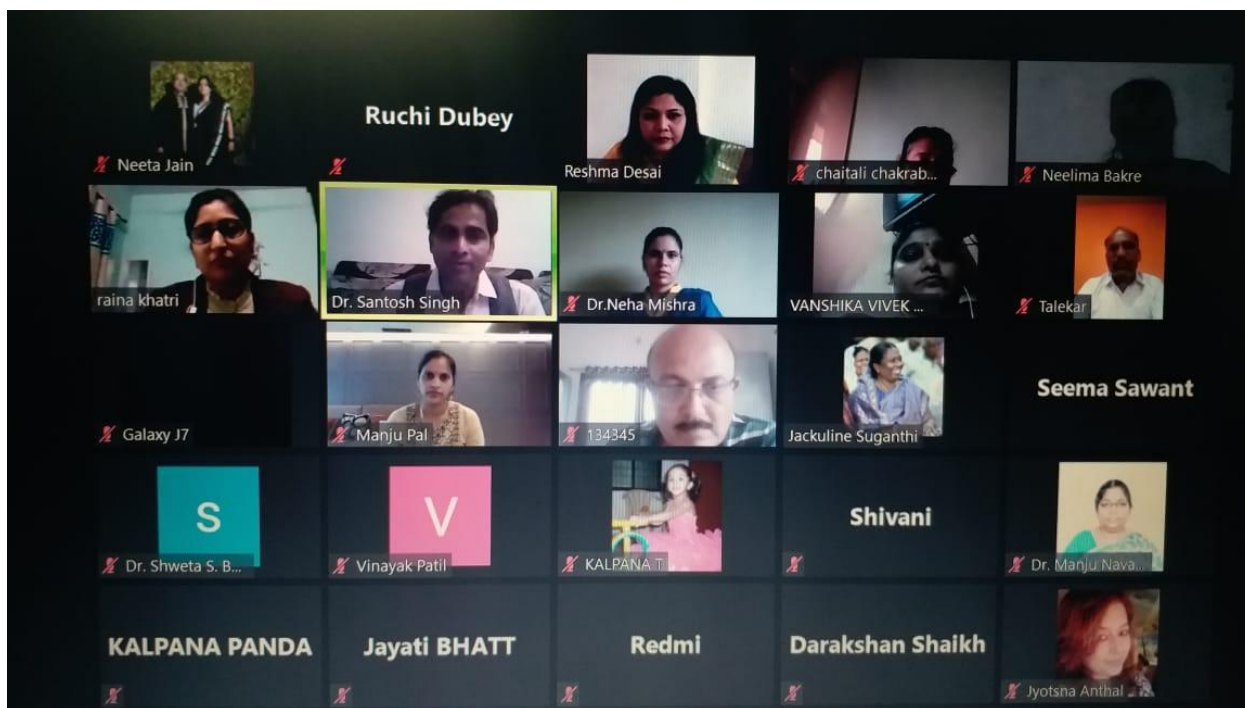 Neeta Jain
Ruchi Dubey
Reshma Desai
chaitali chakrab...
Neelima Bakre
raina khatri
Dr. Santosh Singh
Dr.Neha Mishra
VANSHIKA VIVEK ...
Talekar
Galaxy J7
Manju Pal
134345
Jackuline Suganthi
Seema Sawant
S
Dr. Shweta S. B...
V
Vinayak Patil
KALPANA T
Shivani
Dr. Manju Nava...
KALPANA PANDA
Jayati BHATT
Redmi
Darakshan Shaikh
Jyotsna Anthal